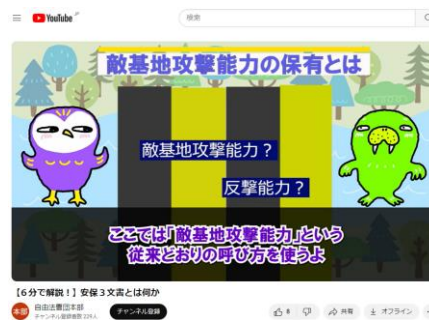 YouTube
JP
検索
敵基地攻撃能力の保有とは
敵基地攻撃能力？
反撃能力？
ここでは「敵基地攻撃能力」という
従来とおりの呼び方を使うよ
【6分で解説！】安保３文書とは何か
本部
自由法曹団本部
チャンネル登録
8
共有
オフライン